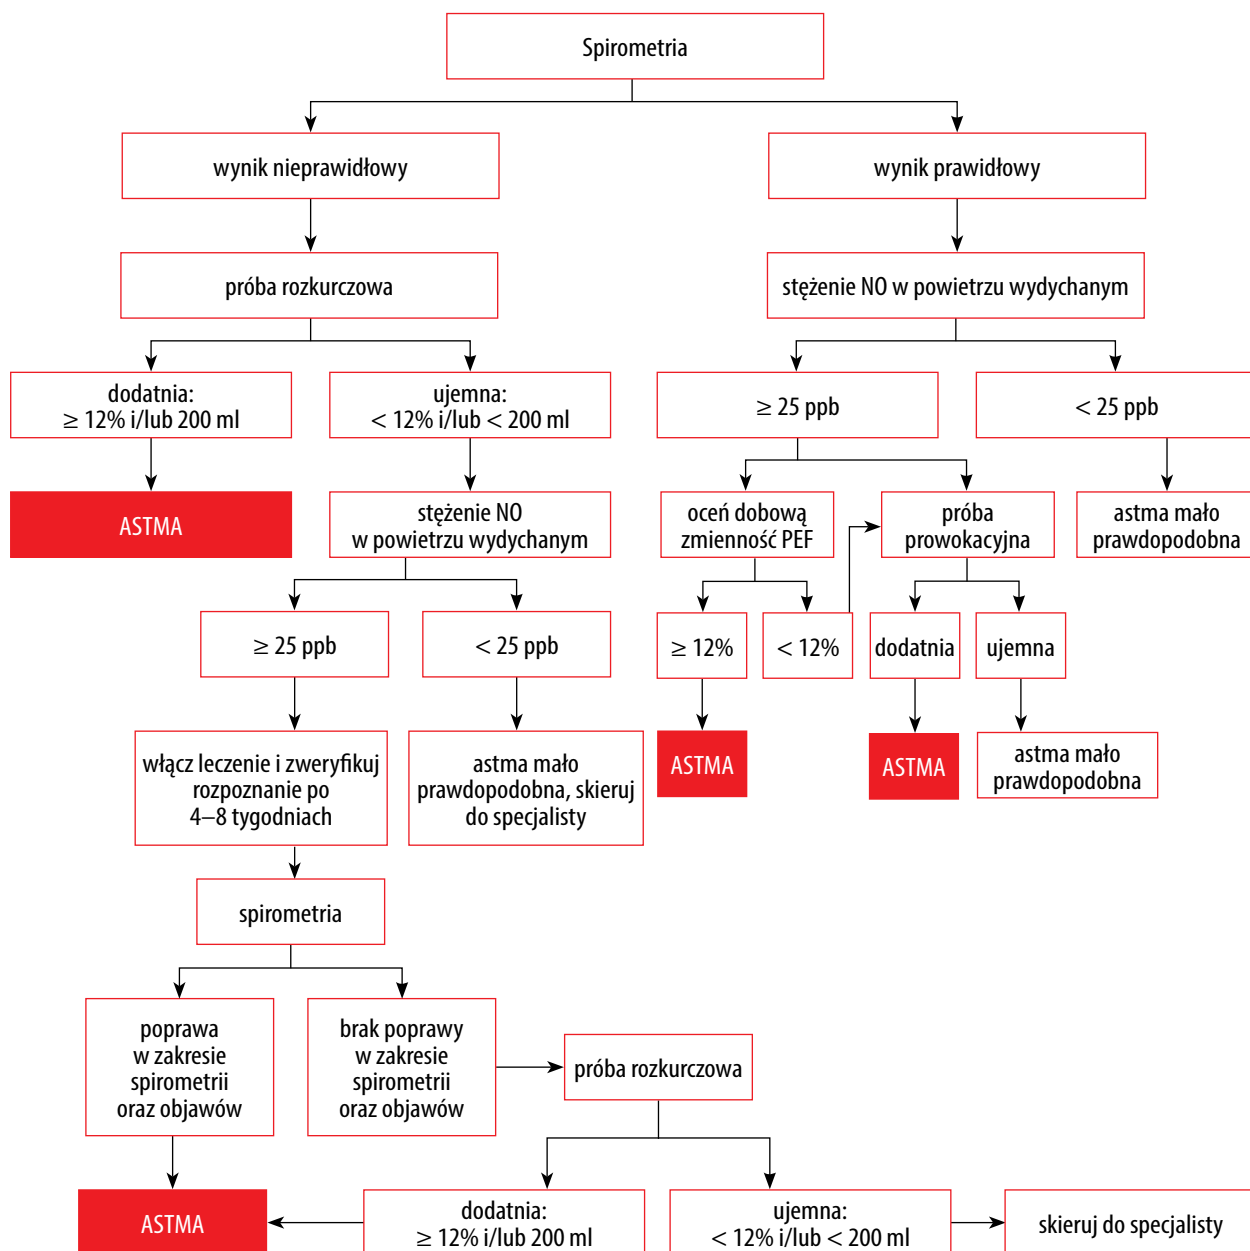 Spirometria
wynik nieprawidłowy
wynik prawidłowy
próba rozkurczowa
stężenie NO w powietrzu wydychanym
dodatnia:
≥ 12% i/lub 200 ml
ujemna:
< 12% i/lub < 200 ml
≥ 25 ppb
< 25 ppb
ASTMA
stężenie NO
w powietrzu wydychanym
oceń dobową
zmienność PEF
próba
prowokacyjna
astma mało
prawdopodobna
≥ 25 ppb
< 25 ppb
≥ 12%
< 12%
dodatnia
ujemna
włącz leczenie i zweryfikuj
rozpoznanie po
4–8 tygodniach
astma mało
prawdopodobna, skieruj
do specjalisty
ASTMA
ASTMA
astma mało
prawdopodobna
spirometria
poprawa
w zakresie
spirometrii
oraz objawów
brak poprawy
w zakresie
spirometrii
oraz objawów
próba rozkurczowa
ASTMA
dodatnia:
≥ 12% i/lub 200 ml
ujemna:
< 12% i/lub < 200 ml
skieruj do specjalisty